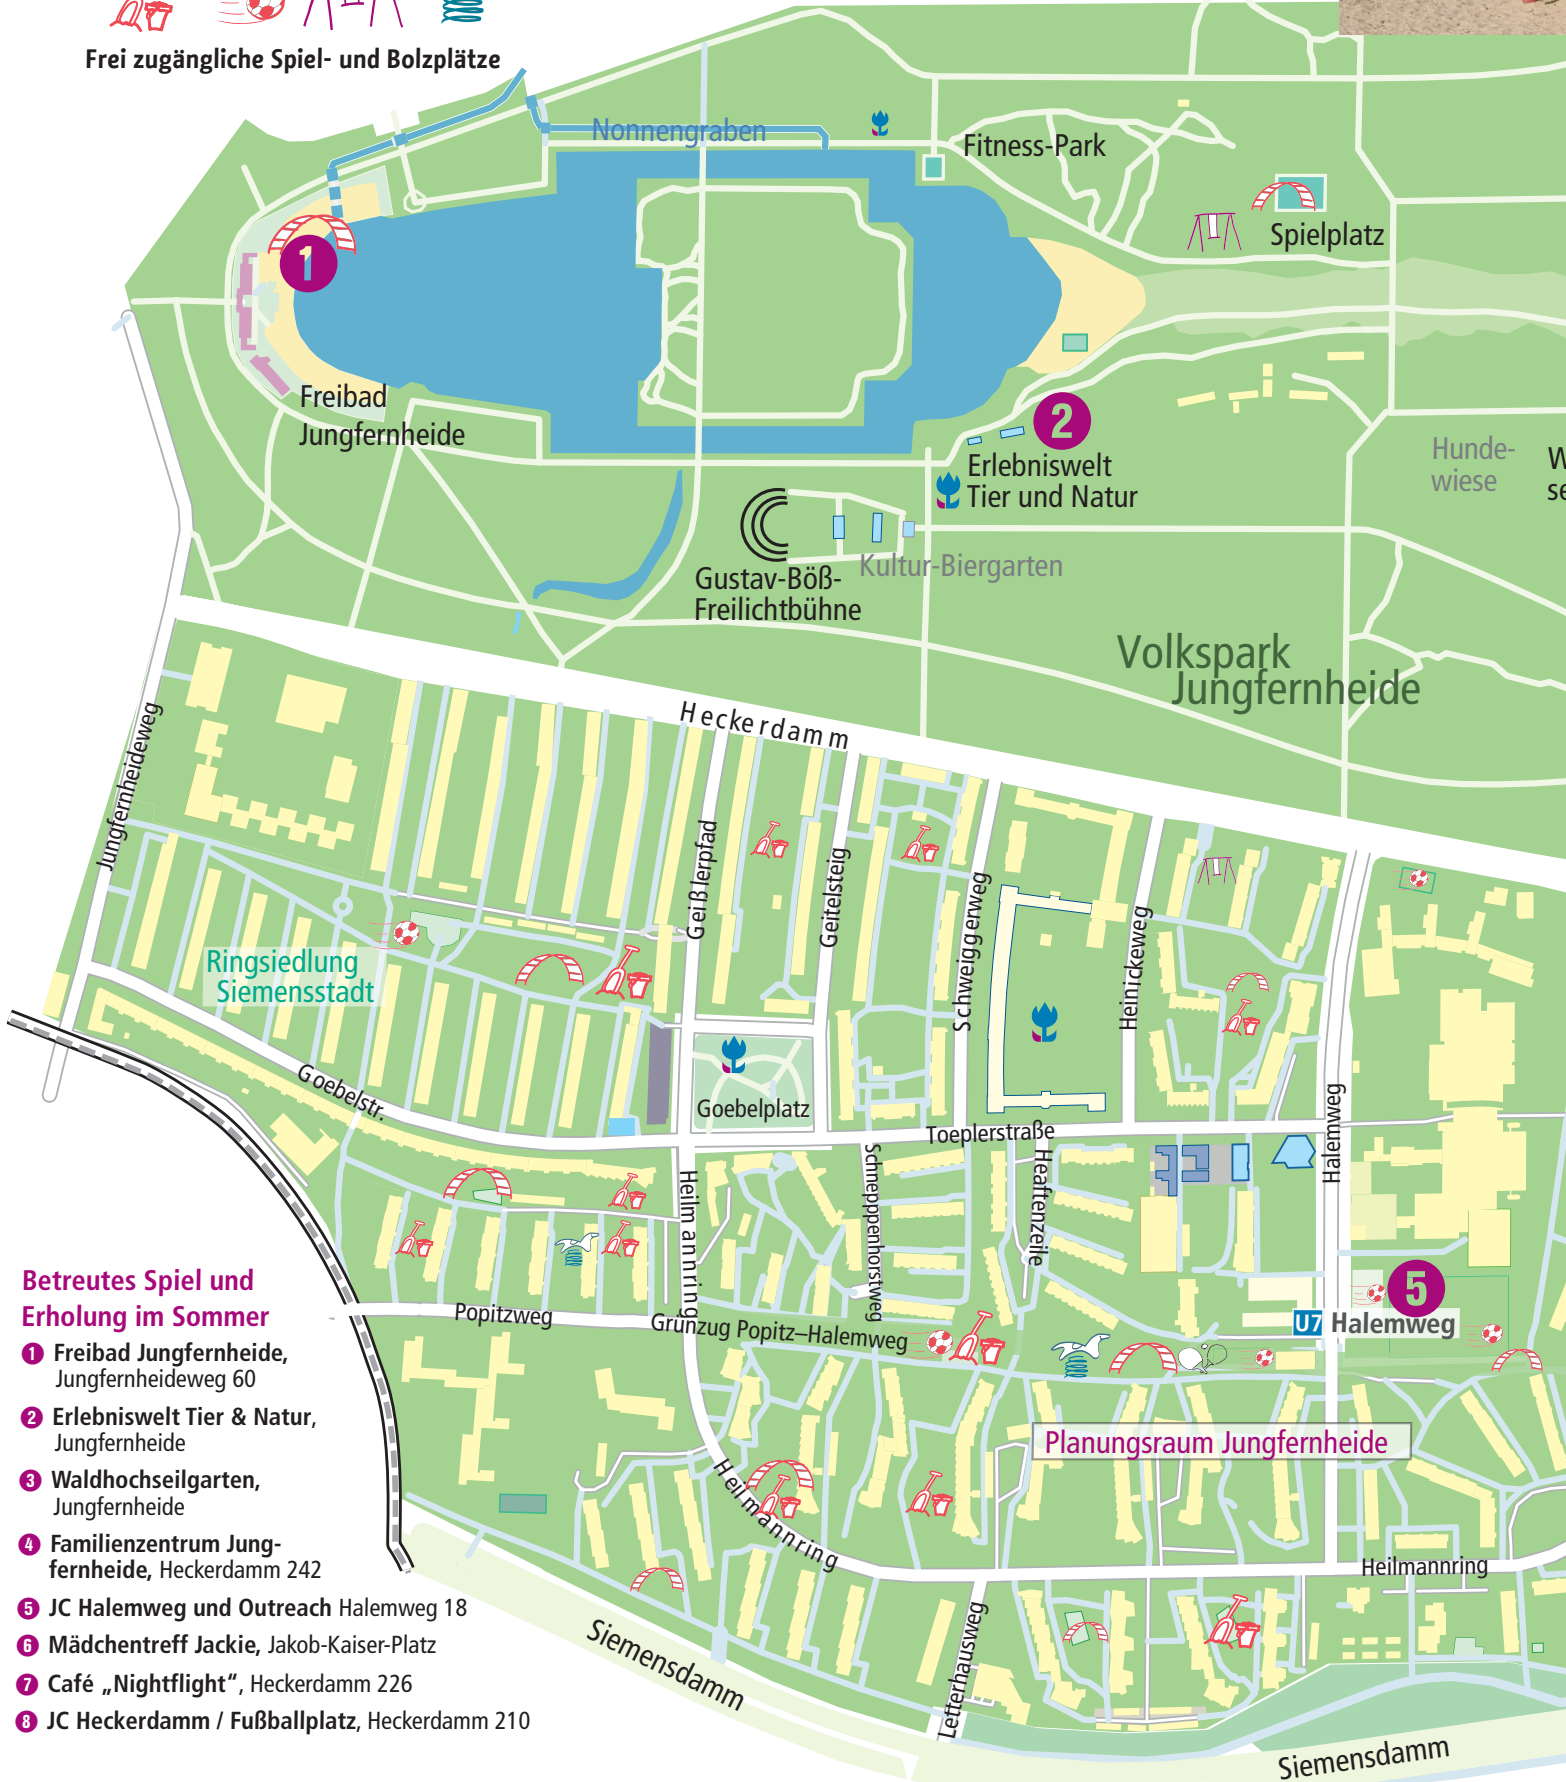 Frei zugängliche Spiel- und Bolzplätze
Nonnengraben
Fitness-Park
Spielplatz
1
Freibad
Jungfernheide
2
Erlebniswelt
Tier und Natur
Hunde-
wiese
Gustav-Böß-
Freilichtbühne
Kultur-Biergarten
Volkspark
Jungfernheide
Heckerdamm
Jungfernheideweg
Geißlerpfad
Geitelsteig
Schweiggerweg
Heinickeweg
Halemweg
Ringsiedlung
Siemensstadt
Goebelstr.
Goebelplatz
Toeplerstraße
Heilmannring
Schnepppenhorstweg
Heaftenzeile
Popitzweg
Grünzug Popitz–Halemweg
5
U7 Halemweg
Planungsraum Jungfernheide
Heilmannring
Heilmannring
Letterhausweg
Siemensdamm
Siemensdamm
Betreutes Spiel und
Erholung im Sommer
1 Freibad Jungfernheide,
Jungfernheideweg 60
2 Erlebniswelt Tier & Natur,
Jungfernheide
3 Waldhochseilgarten,
Jungfernheide
4 Familienzentrum Jung-
fernheide, Heckerdamm 242
5 JC Halemweg und Outreach Halemweg 18
6 Mädchentreff Jackie, Jakob-Kaiser-Platz
7 Café „Nightflight“, Heckerdamm 226
8 JC Heckerdamm / Fußballplatz, Heckerdamm 210